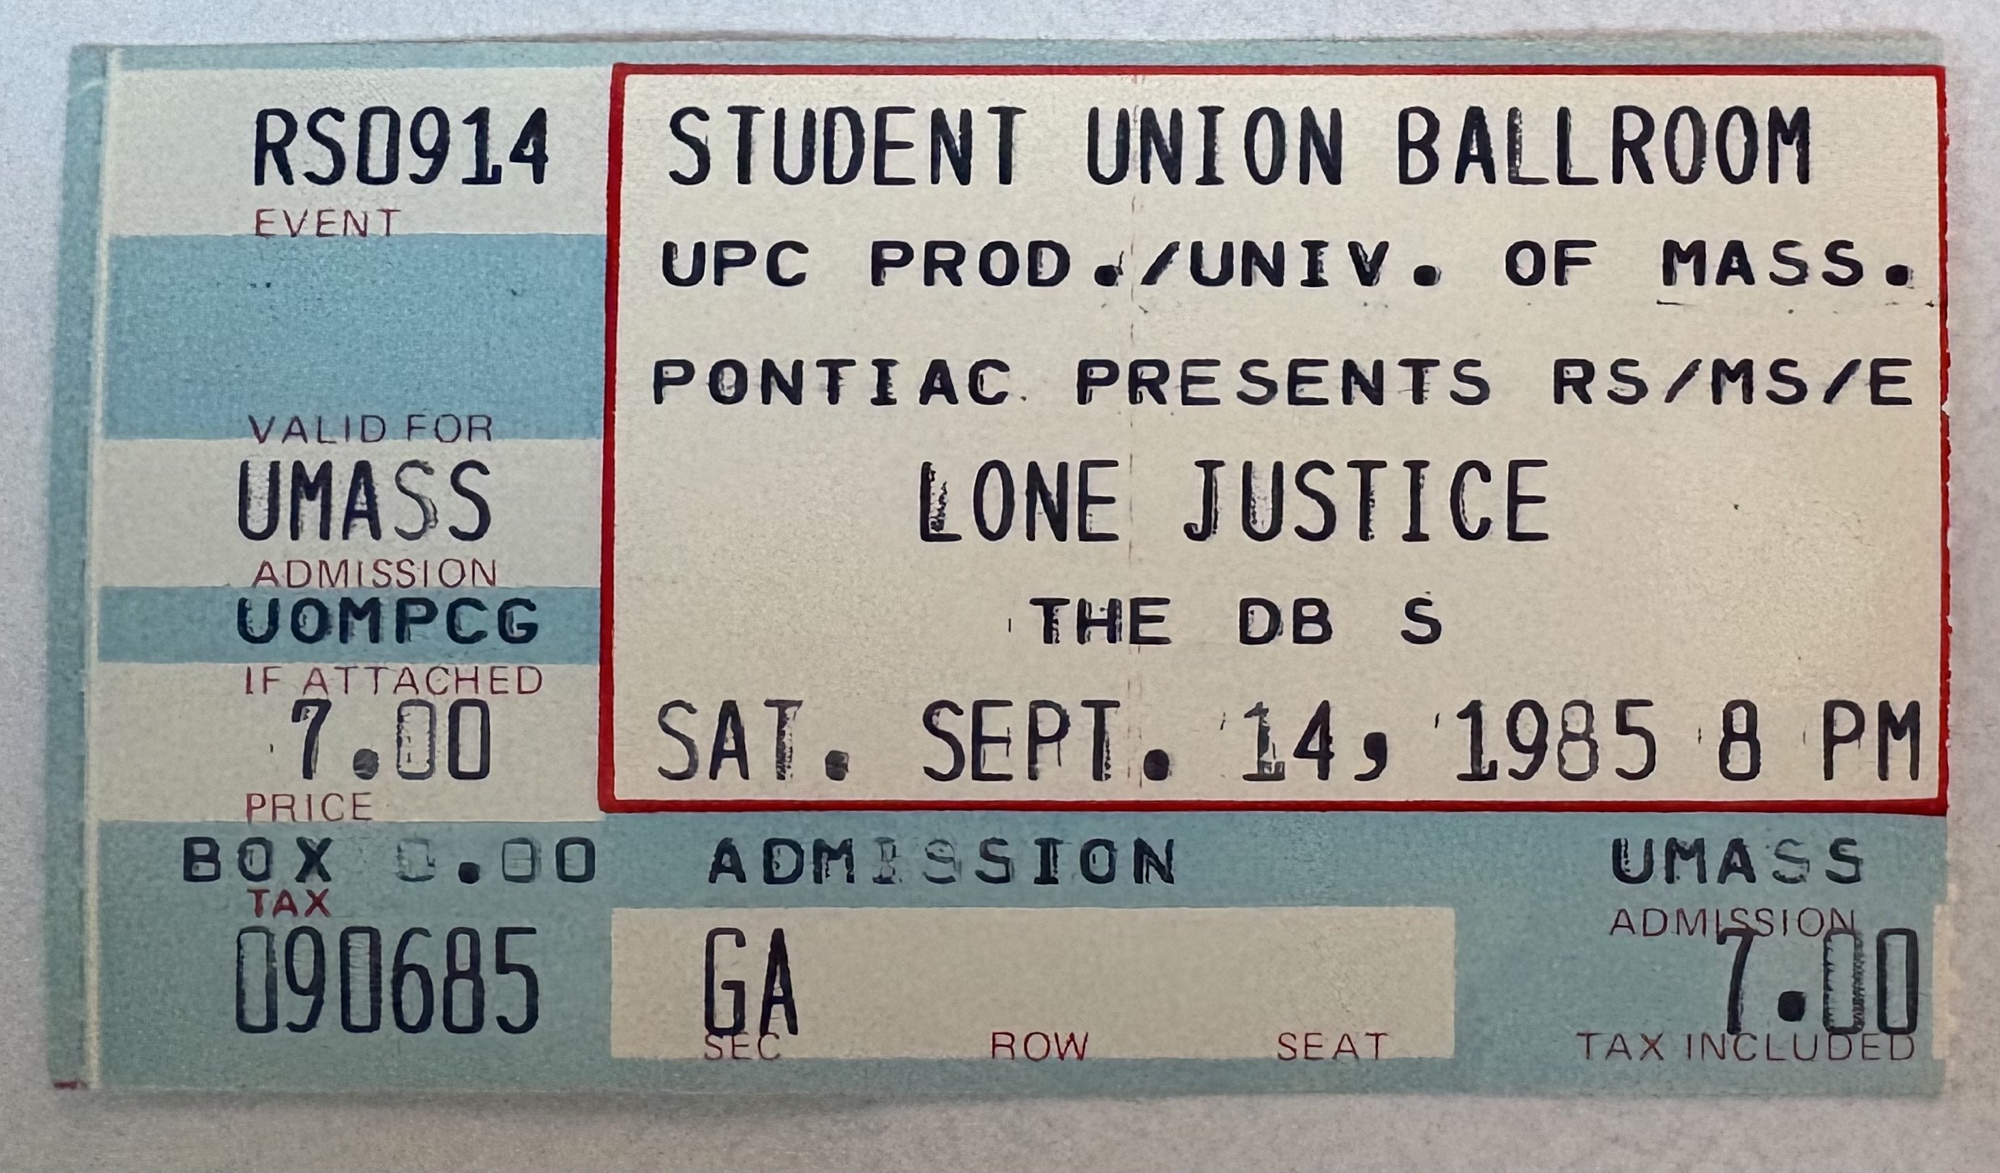 RS0914
EVENT
VALID FOR
UMASS
ADMISSION
UOMPCG
IF ATTACHED
7.00
PRICE
BOX 0.00
TAX
090685
STUDENT UNION BALLROOM
UPC PROD./UNIV. OF MASS.
PONTIAC PRESENTS RS/MS/E
LONE JUSTICE
THE DB S
SAT. SEPT. 14, 1985 8 PM
ADMISSION
GA
SEC ROW SEAT
UMASS
ADMISSION
7.00
TAX INCLUDED